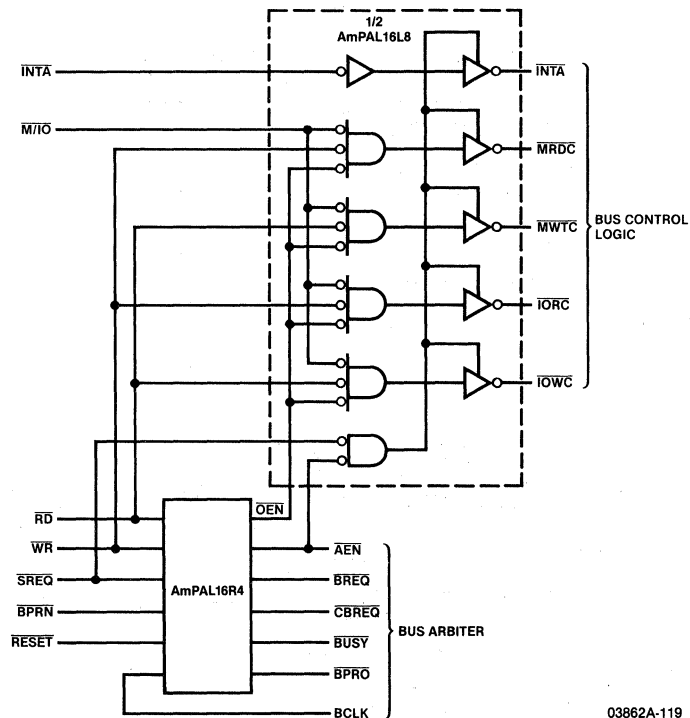 1/2
AmPAL16L8
INTA
INTA
M/IO
MRDC
MWTC
BUS CONTROL
LOGIC
IORC
IOWC
OEN
RD
WR
AEN
SREQ
AmPAL16R4
BREQ
BPRN
CBREQ
BUS ARBITER
RESET
BUSY
BPRO
BCLK
03862A-119